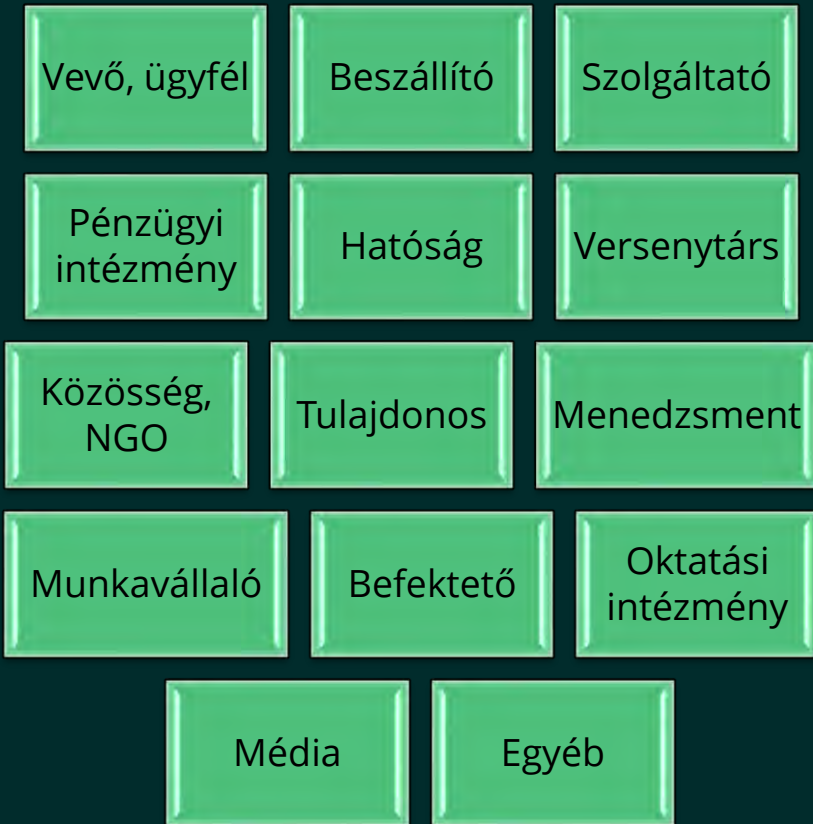 Vevő, ügyfél
Beszállító
Szolgáltató
Pénzügyi
intézmény
Hatóság
Versenytárs
Közösség,
NGO
Tulajdonos
Menedzsment
Munkavállaló
Befektető
Oktatási
intézmény
Média
Egyéb